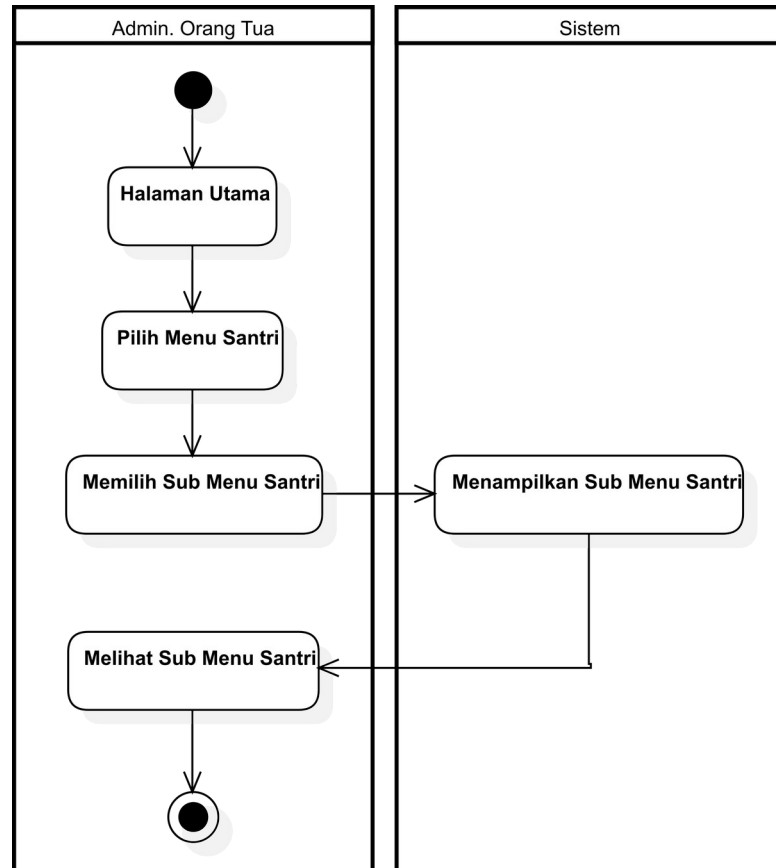 Admin. Orang Tua
Sistem
Halaman Utama
Pilih Menu Santri
Memilih Sub Menu Santri
Menampilkan Sub Menu Santri
Melihat Sub Menu Santri